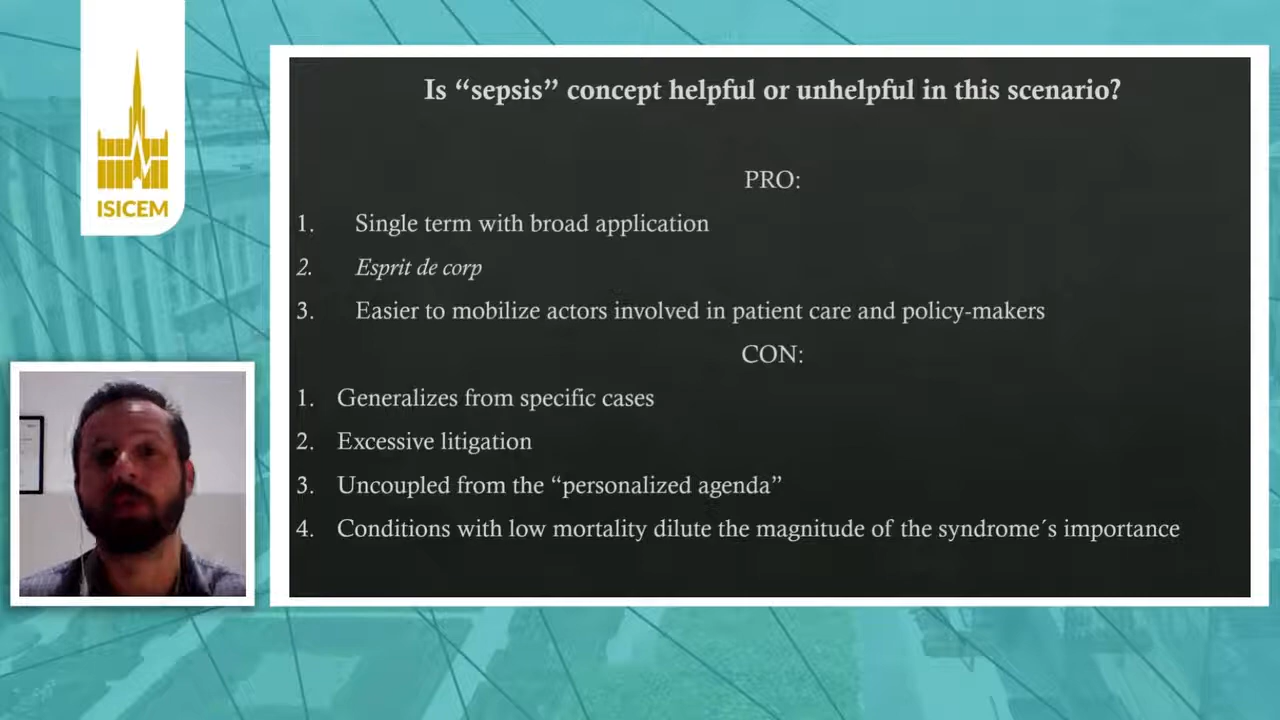 ISICEM
Is “sepsis” concept helpful or unhelpful in this scenario?
PRO:
1. Single term with broad application
2. Esprit de corp
3. Easier to mobilize actors involved in patient care and policy-makers
CON:
1. Generalizes from specific cases
2. Excessive litigation
3. Uncoupled from the “personalized agenda”
4. Conditions with low mortality dilute the magnitude of the syndrome´s importance